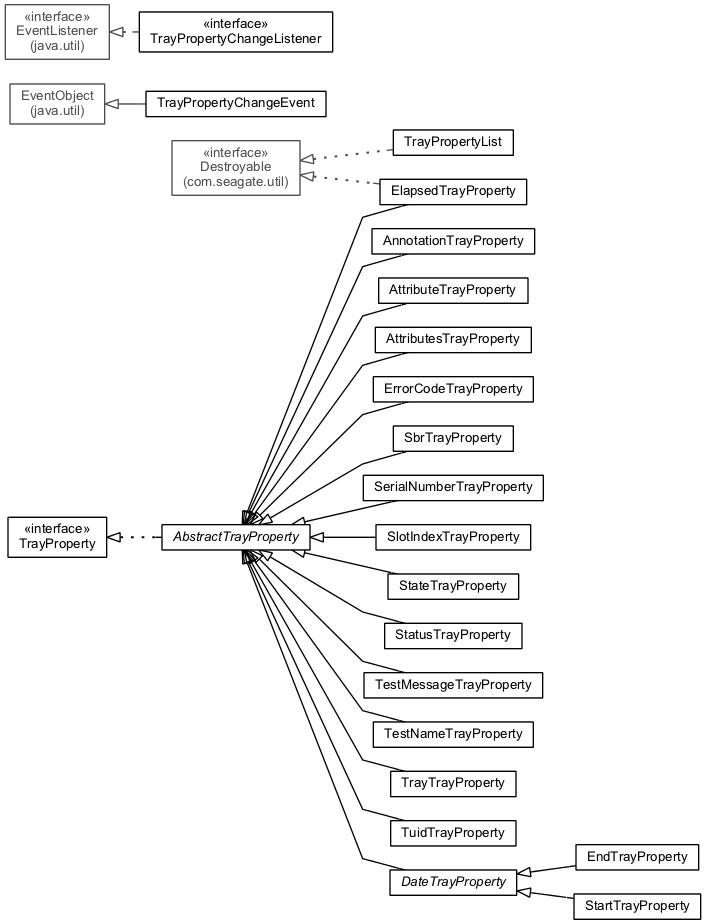 «interface»
EventListener
(java.util)
«interface»
TrayPropertyChangeListener
EventObject
(java.util)
TrayPropertyChangeEvent
«interface»
Destroyable
(com.seagate.util)
TrayPropertyList
ElapsedTrayProperty
AnnotationTrayProperty
AttributeTrayProperty
AttributesTrayProperty
ErrorCodeTrayProperty
SbrTrayProperty
SerialNumberTrayProperty
«interface»
TrayProperty
AbstractTrayProperty
SlotIndexTrayProperty
StateTrayProperty
StatusTrayProperty
TestMessageTrayProperty
TestNameTrayProperty
TrayTrayProperty
TuidTrayProperty
DateTrayProperty
EndTrayProperty
StartTrayProperty